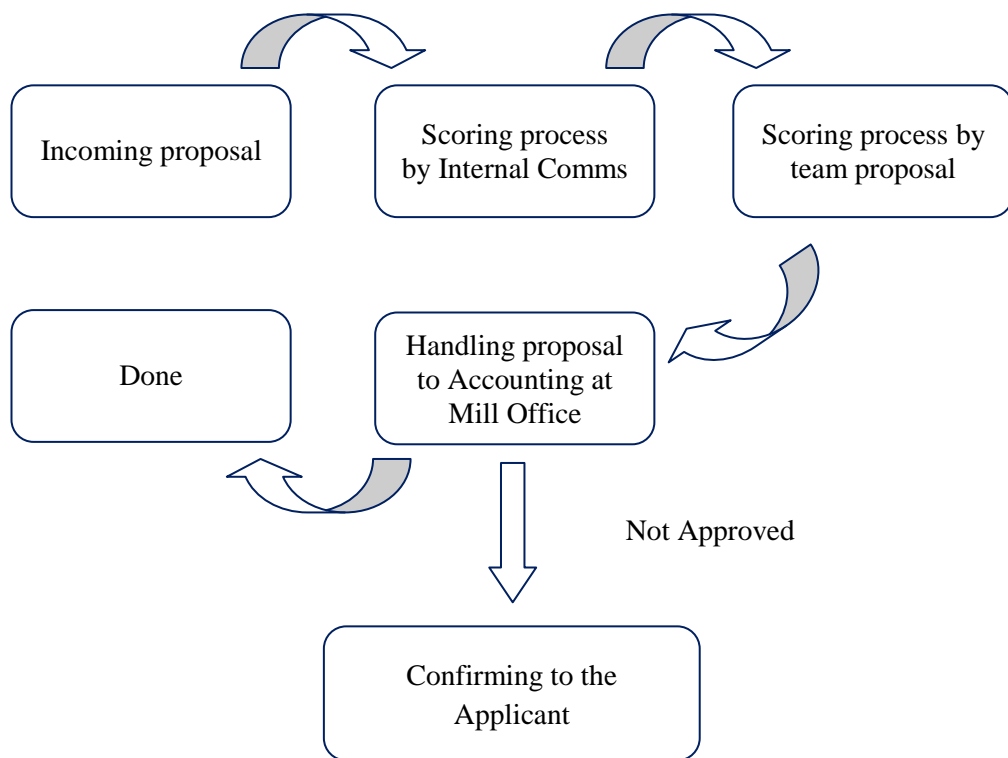 Incoming proposal
Scoring process
by Internal Comms
Scoring process by
team proposal
Done
Handling proposal
to Accounting at
Mill Office
Not Approved
Confirming to the
Applicant